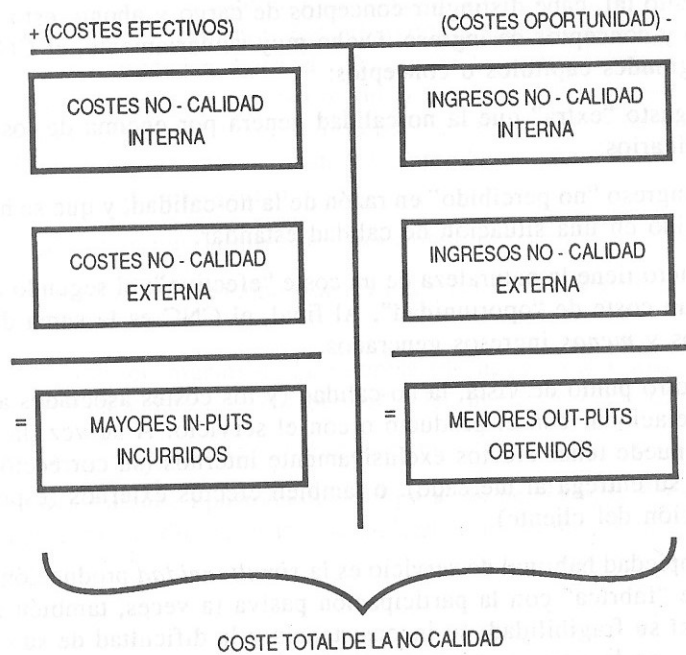 + (COSTES EFECTIVOS)
(COSTES OPORTUNIDAD) -
COSTES NO - CALIDAD
INTERNA
INGRESOS NO - CALIDAD
INTERNA
COSTES NO - CALIDAD
EXTERNA
INGRESOS NO - CALIDAD
EXTERNA
=
MAYORES IN-PUTS
INCURRIDOS
=
MENORES OUT-PUTS
OBTENIDOS
COSTE TOTAL DE LA NO CALIDAD